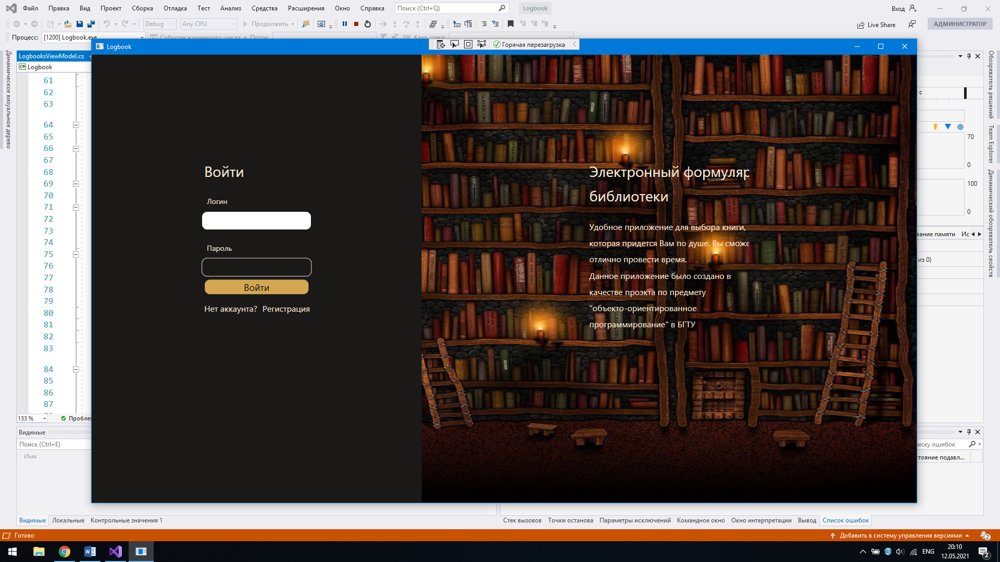 Файл Правка Вид Проект Сборка Отладка Тест Анализ Средства Расширения Окно Справка Поиск (Ctrl+Q) Logbook Вход
Debug Any CPU Продолжить Live Share АДМИНИСТРАТОР
Процесс: [1200] Logbook.exe События жизненного цикла Поток: Кадр стека:
Logbook
Горячая перезагрузка
LogbooksViewModel.cs
C# Logbook
Динамическое визуальное дерево
61
62
63
64
65
66
67
68
69
70
71
72
73
74
75
76
77
78
79
80
81
82
83
84
85
86
87
133 %
Пробле
Войти
Логин
Пароль
Войти
Нет аккаунта? Регистрация
Электронный формуляр
библиотеки
Удобное приложение для выбора книги,
которая придется Вам по душе. Вы сможе
отлично провести время.
Данное приложение было создано в
качестве проэкта по предмету
"объекто-ориентированное
программирование" в БГТУ
с
70
0
100
0
вание памяти Ис
из 0)
Обозреватель решений
Team Explorer
Динамический обозреватель свойств
Видимые
Поиск (Ctrl+E)
Имя
иску ошибок
стояние подавл...
Видимые Локальные Контрольные значения 1
Стек вызовов Точки останова Параметры исключений Командное окно Окно интерпретации Вывод Список ошибок
Готово
Добавить в систему управления версиями 2
ENG
20:10
12.05.2021
2